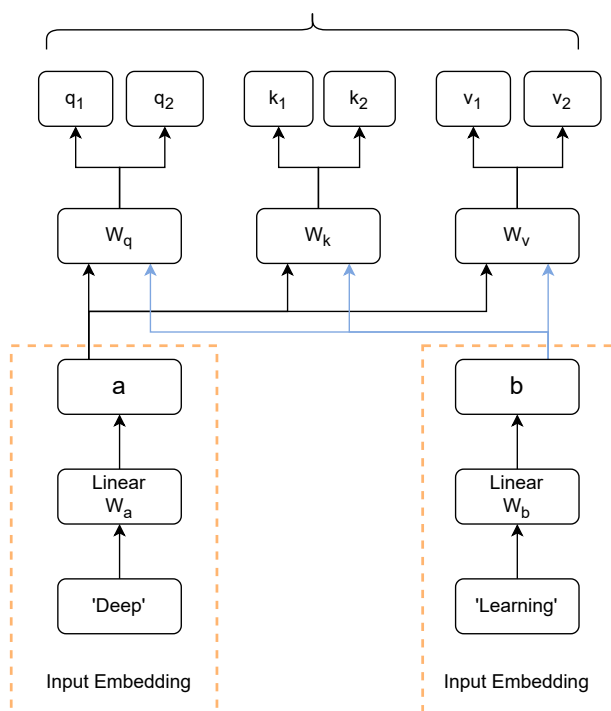 q1 q2 k1 k2 v1 v2
Wq Wk Wv
a b
Linear Linear
Wa Wb
'Deep' 'Learning'
Input Embedding Input Embedding